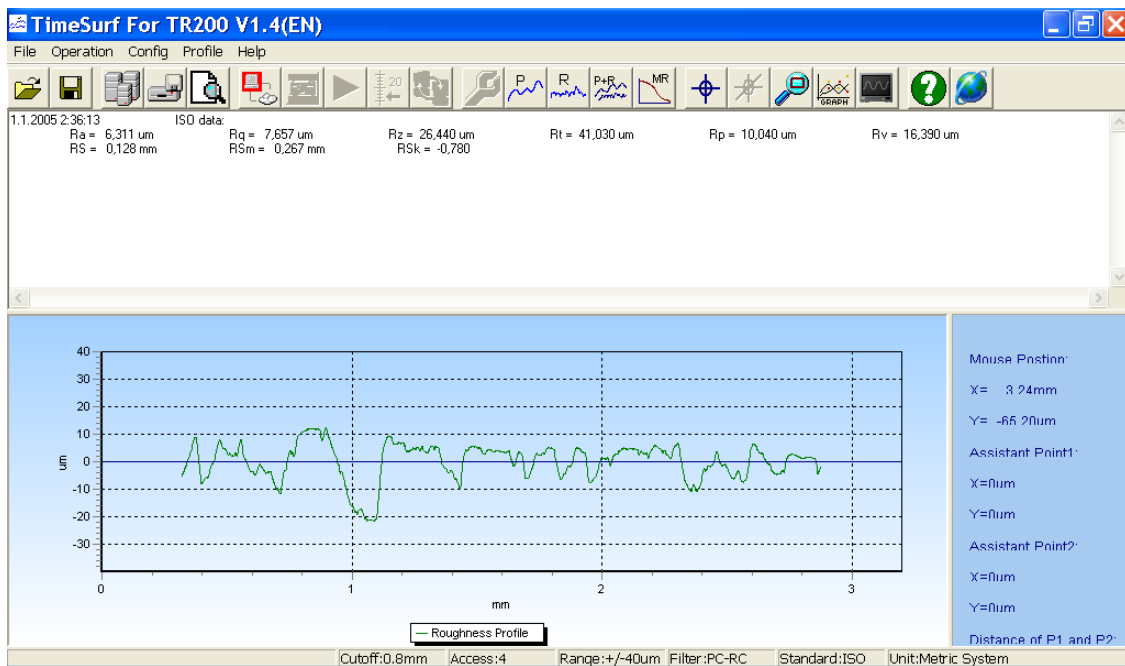 TimeSurf For TR200 V1.4(EN)
File Operation Config Profile Help
20 P R P+R MR GRAPH ?
1.1.2005 2:36:13 ISO data:
Ra = 6,311 um Rq = 7,657 um Rz = 26,440 um Rt = 41,030 um Rp = 10,040 um Rv = 16,390 um
RS = 0,128 mm RSm = 0,267 mm RSk = -0,780
40
30
20
10
0
-10
-20
-30
um
0 1 2 3
mm
Roughness Profile
Mouse Postion:
X= 3.24mm
Y= -65.20um
Assistant Point1:
X=0um
Y=0um
Assistant Point2:
X=0um
Y=0um
Distance of P1 and P2:
Cutoff:0.8mm Access:4 Range:+/-40um Filter:PC-RC Standard:ISO Unit:Metric System